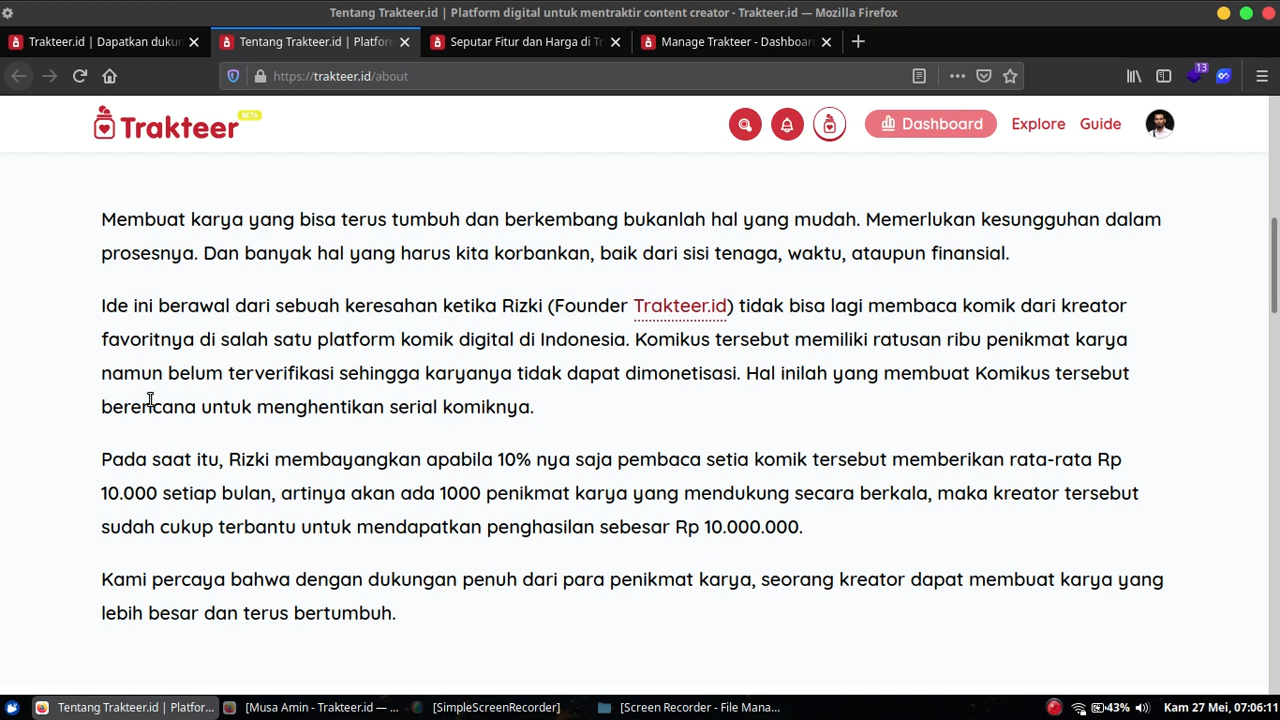 Tentang Trakteer.id | Platform digital untuk mentraktir content creator - Trakteer.id — Mozilla Firefox
Trakteer.id | Dapatkan duku
Tentang Trakteer.id | Platfor
Seputar Fitur dan Harga di Tr
Manage Trakteer - Dashboar
https://trakteer.id/about
13
Trakteer BETA
Dashboard
Explore
Guide
Membuat karya yang bisa terus tumbuh dan berkembang bukanlah hal yang mudah. Memerlukan kesungguhan dalam
prosesnya. Dan banyak hal yang harus kita korbankan, baik dari sisi tenaga, waktu, ataupun finansial.
Ide ini berawal dari sebuah keresahan ketika Rizki (Founder Trakteer.id) tidak bisa lagi membaca komik dari kreator
favoritnya di salah satu platform komik digital di Indonesia. Komikus tersebut memiliki ratusan ribu penikmat karya
namun belum terverifikasi sehingga karyanya tidak dapat dimonetisasi. Hal inilah yang membuat Komikus tersebut
berencana untuk menghentikan serial komiknya.
Pada saat itu, Rizki membayangkan apabila 10% nya saja pembaca setia komik tersebut memberikan rata-rata Rp
10.000 setiap bulan, artinya akan ada 1000 penikmat karya yang mendukung secara berkala, maka kreator tersebut
sudah cukup terbantu untuk mendapatkan penghasilan sebesar Rp 10.000.000.
Kami percaya bahwa dengan dukungan penuh dari para penikmat karya, seorang kreator dapat membuat karya yang
lebih besar dan terus bertumbuh.
Tentang Trakteer.id | Platfor...
[Musa Amin - Trakteer.id — ...
[SimpleScreenRecorder]
[Screen Recorder - File Mana...
43%
Kam 27 Mei, 07:06:11